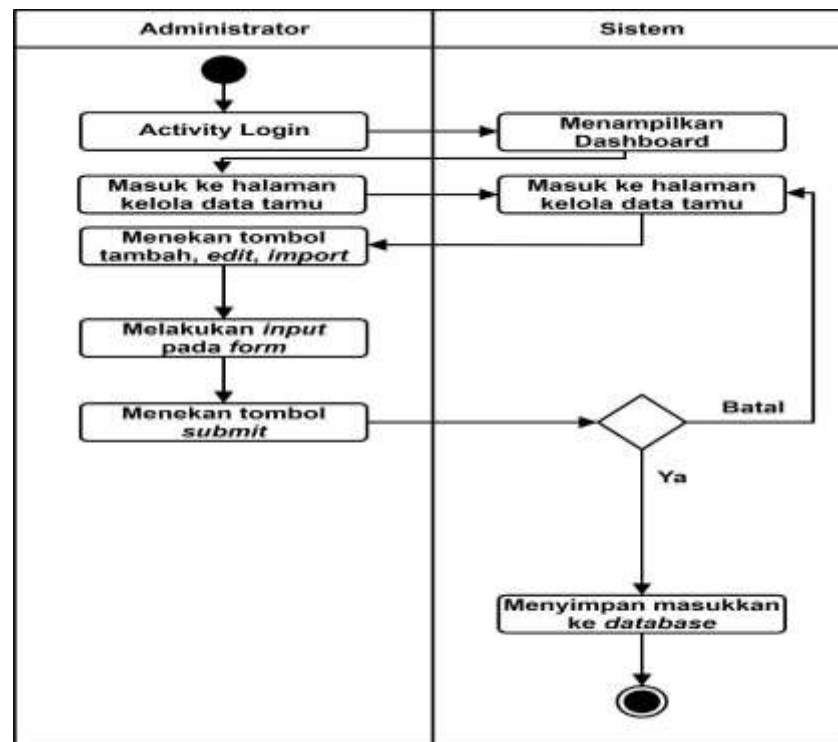 Administrator
Sistem
Activity Login
Menampilkan
Dashboard
Masuk ke halaman
kelola data tamu
Masuk ke halaman
kelola data tamu
Menekan tombol
tambah, edit, import
Melakukan input
pada form
Menekan tombol
submit
Batal
Ya
Menyimpan masukkan
ke database